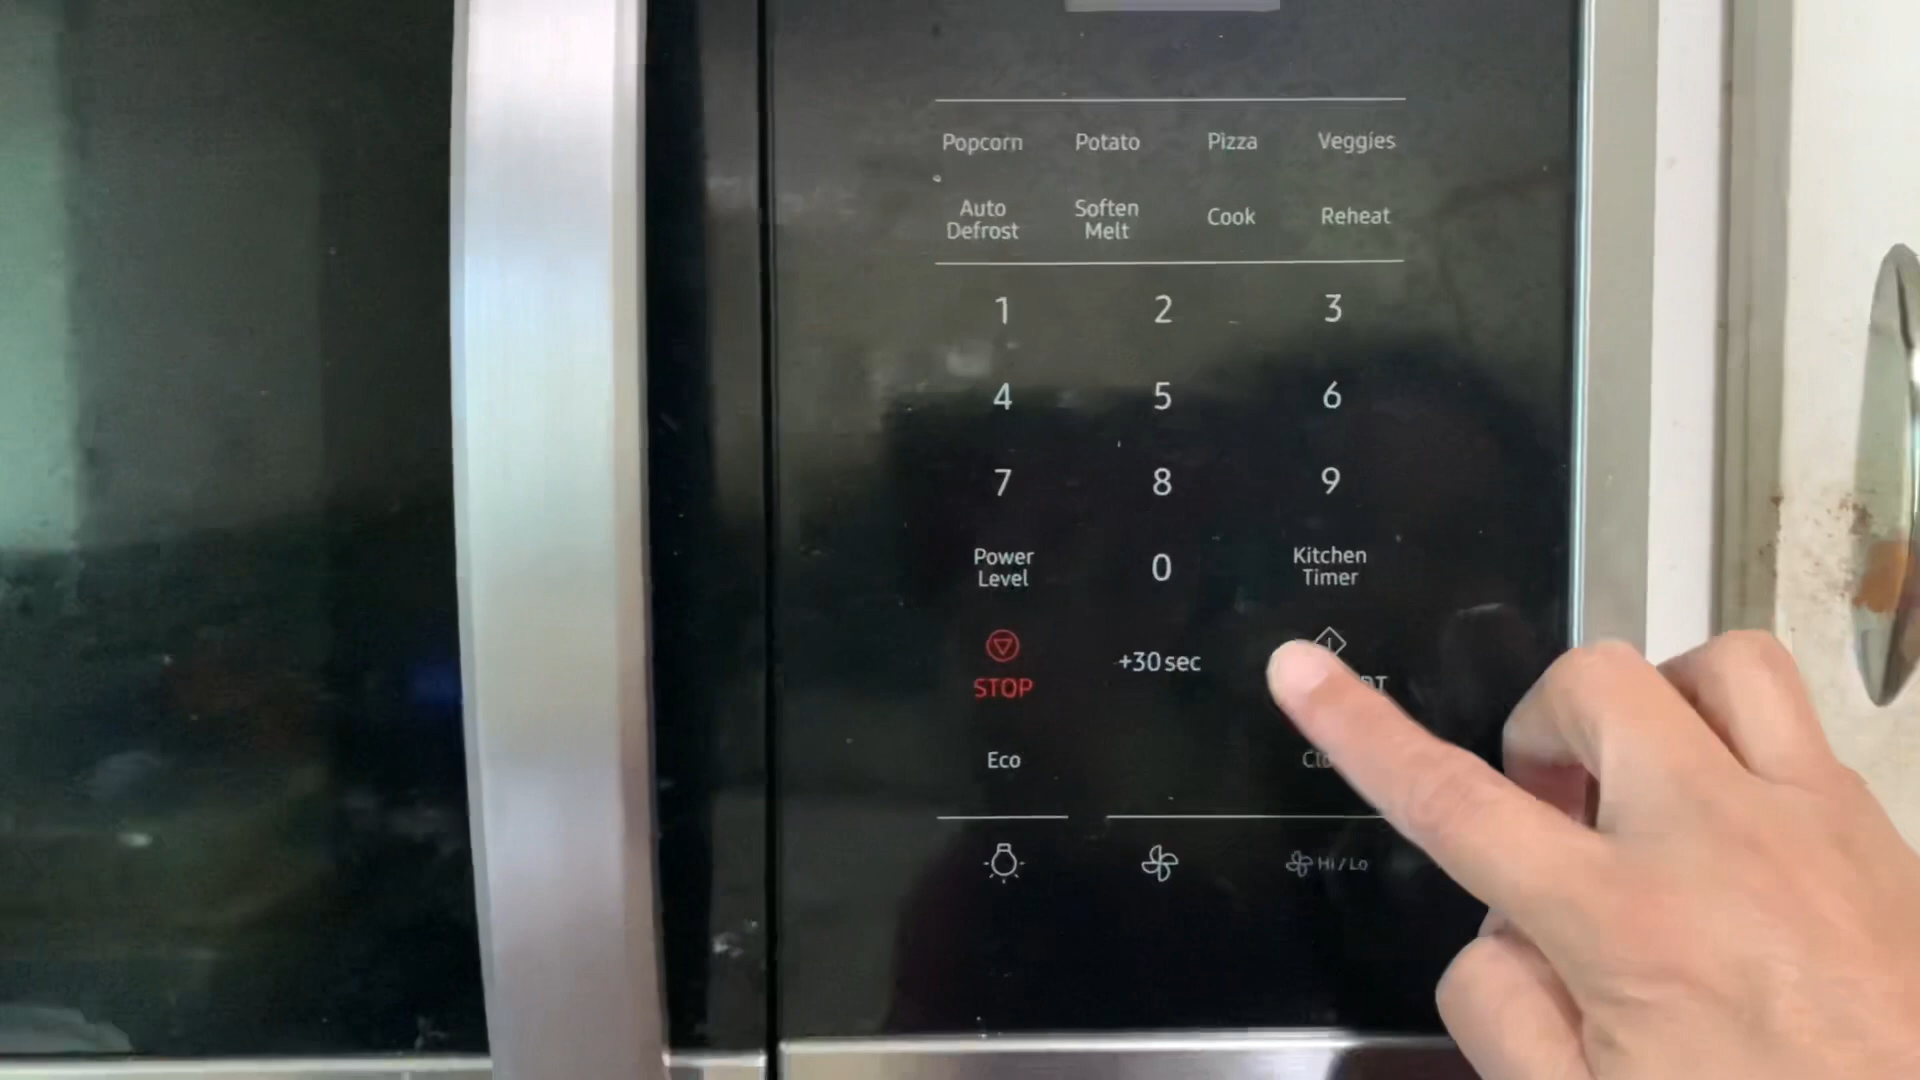 Popcorn Potato Pizza Veggies
Auto Defrost Soften Melt Cook Reheat
1 2 3
4 5 6
7 8 9
Power Level 0 Kitchen Timer
STOP +30 sec
Eco
Hi/Lo